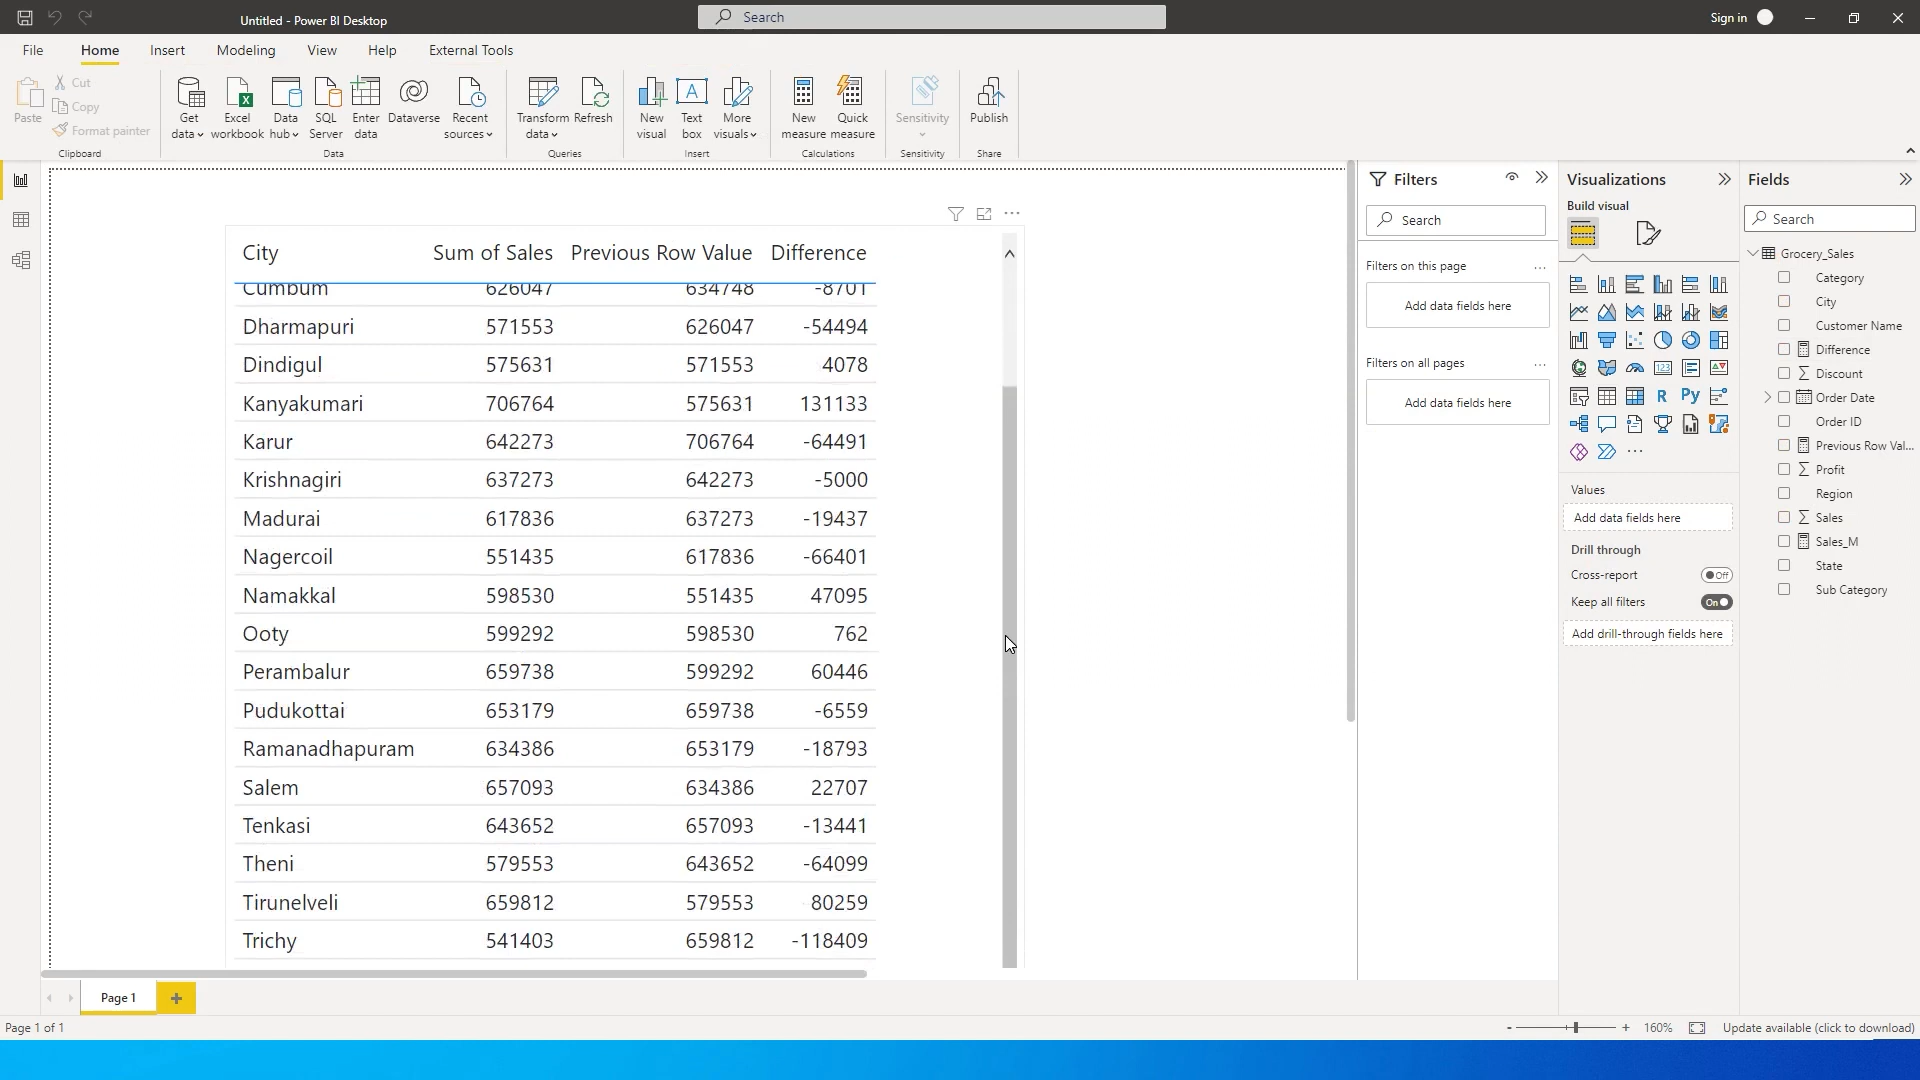 Untitled - Power BI Desktop
Search
Sign in
File Home Insert Modeling View Help External Tools
Paste
Cut
Copy
Format painter
Clipboard
Get data
Excel workbook
Data hub
SQL Server
Enter data
Dataverse
Recent sources
Data
Transform data
Refresh
Queries
New visual
Text box
More visuals
Insert
New measure
Quick measure
Calculations
Sensitivity
Sensitivity
Publish
Share
City Sum of Sales Previous Row Value Difference
Cumbum 626047 634748 -8701
Dharmapuri 571553 626047 -54494
Dindigul 575631 571553 4078
Kanyakumari 706764 575631 131133
Karur 642273 706764 -64491
Krishnagiri 637273 642273 -5000
Madurai 617836 637273 -19437
Nagercoil 551435 617836 -66401
Namakkal 598530 551435 47095
Ooty 599292 598530 762
Perambalur 659738 599292 60446
Pudukottai 653179 659738 -6559
Ramanadhapuram 634386 653179 -18793
Salem 657093 634386 22707
Tenkasi 643652 657093 -13441
Theni 579553 643652 -64099
Tirunelveli 659812 579553 80259
Trichy 541403 659812 -118409
Filters
Search
Filters on this page ...
Add data fields here
Filters on all pages ...
Add data fields here
Visualizations
Build visual
123
R Py
...
Values
Add data fields here
Drill through
Cross-report Off
Keep all filters On
Add drill-through fields here
Fields
Search
Grocery_Sales
Category
City
Customer Name
Difference
Discount
Order Date
Order ID
Previous Row Val...
Profit
Region
Sales
Sales_M
State
Sub Category
Page 1
Page 1 of 1
- + 160%
Update available (click to download)